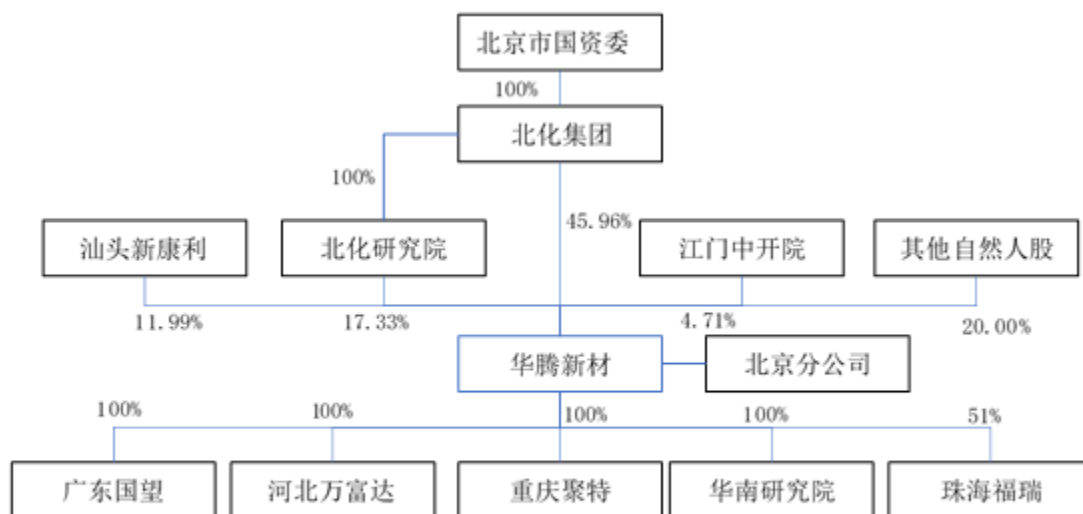 北京市国资委
100%
北化集团
100%
45.96%
汕头新康利
北化研究院
江门中开院
其他自然人股
11.99%
17.33%
4.71%
20.00%
华腾新材
北京分公司
100%
100%
100%
100%
51%
广东国望
河北万富达
重庆聚特
华南研究院
珠海福瑞